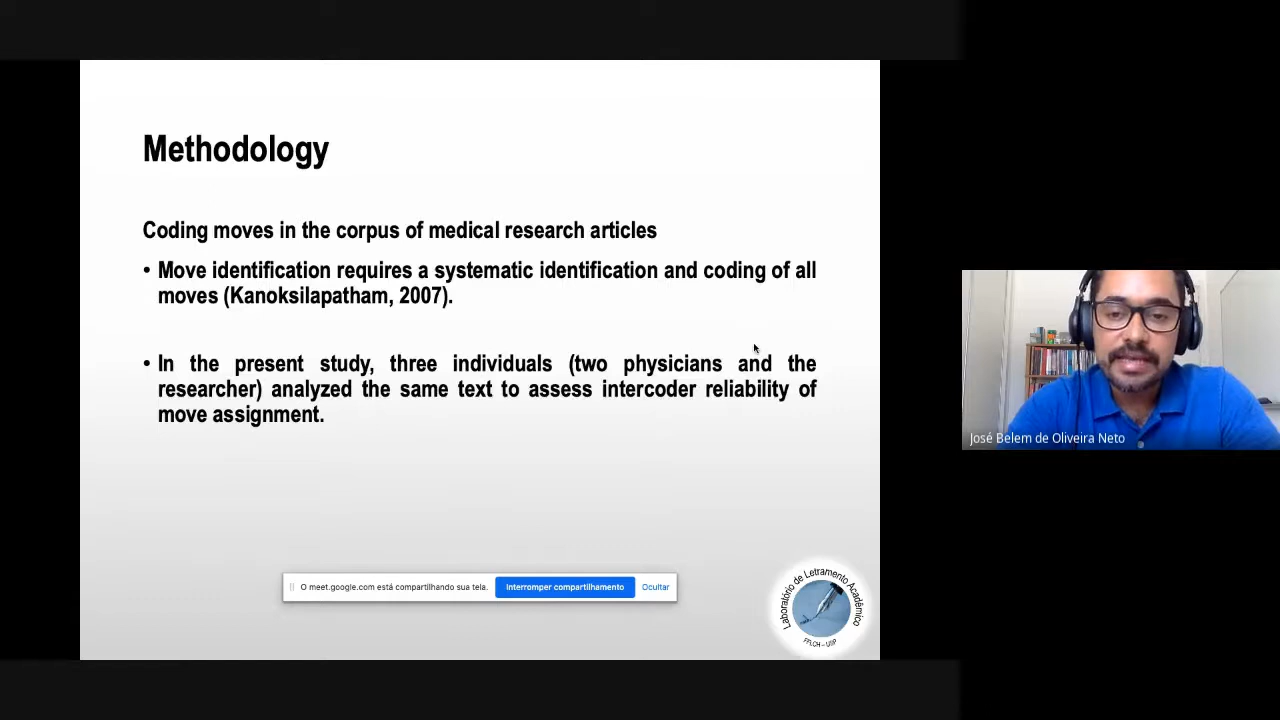 Methodology
Coding moves in the corpus of medical research articles
• Move identification requires a systematic identification and coding of all
moves (Kanoksilapatham, 2007).
• In the present study, three individuals (two physicians and the
researcher) analyzed the same text to assess intercoder reliability of
move assignment.
O meet.google.com está compartilhando sua tela.
Interromper compartilhamento
Ocultar
Laboratório de Letramento Acadêmico
FFLCH – USP
José Belem de Oliveira Neto